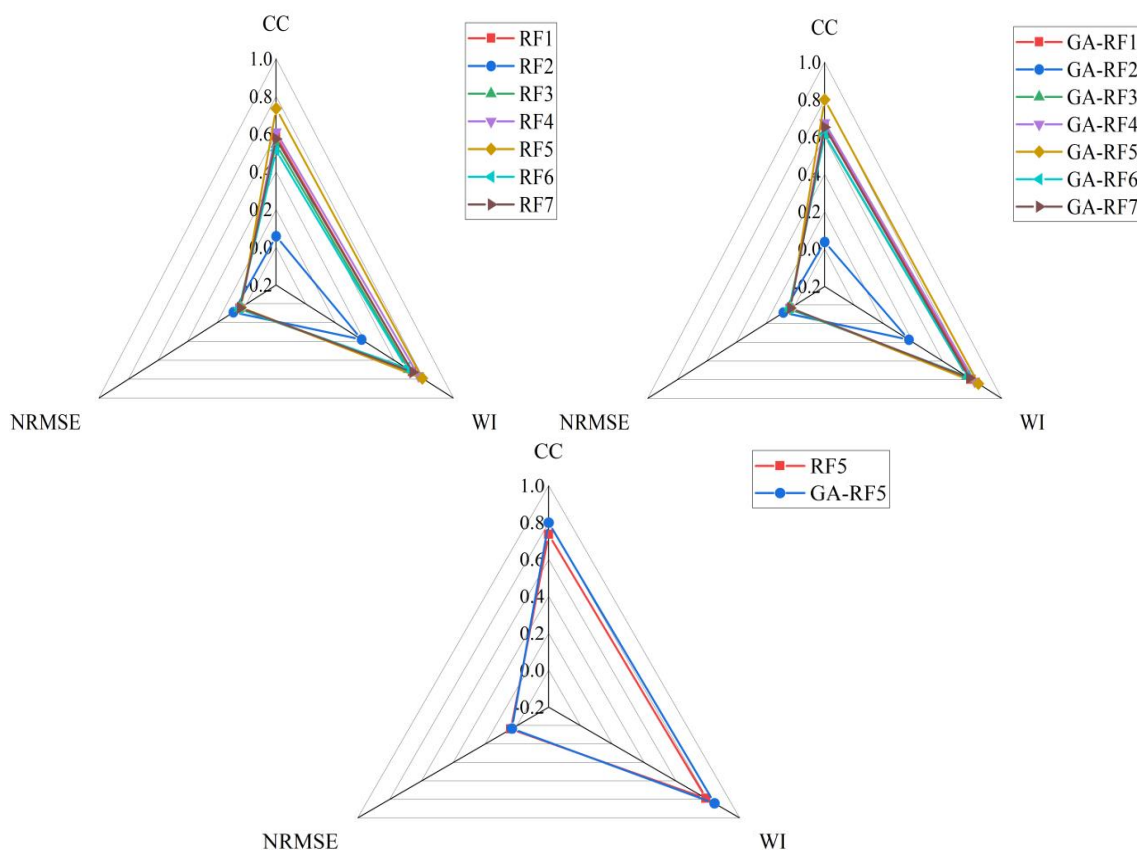 CC
1.0
0.8
0.6
0.4
0.2
0.0
0.2
NRMSE
WI
RF1
RF2
RF3
RF4
RF5
RF6
RF7
CC
1.0
0.8
0.6
0.4
0.2
0.0
-0.2
NRMSE
WI
GA-RF1
GA-RF2
GA-RF3
GA-RF4
GA-RF5
GA-RF6
GA-RF7
CC
1.0
0.8
0.6
0.4
0.2
0.0
-0.2
NRMSE
WI
RF5
GA-RF5